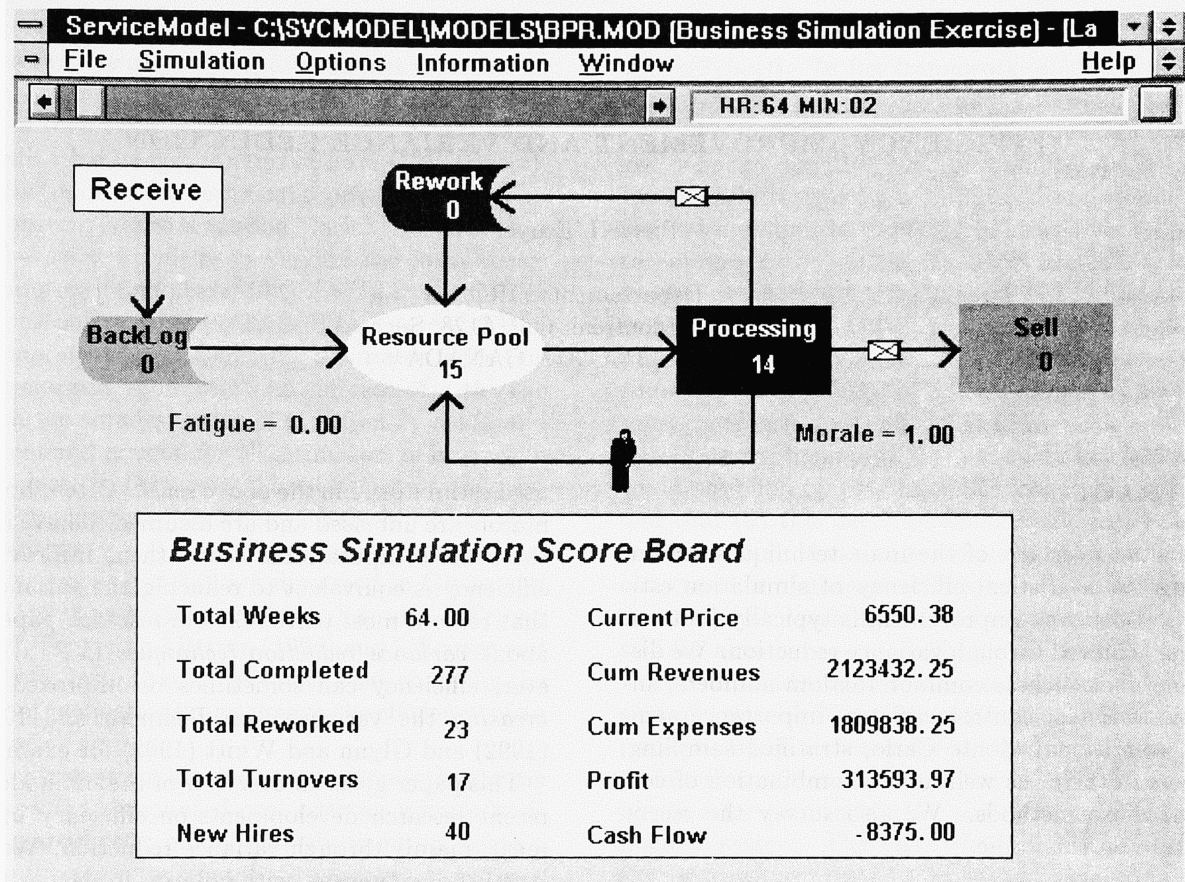 ServiceModel - C:\SVCMODEL\MODELS\BPR.MOD (Business Simulation Exercise) - [La
File Simulation Options Information Window Help
HR:64 MIN:02
Receive
Rework
0
BackLog
0
Resource Pool
15
Processing
14
Sell
0
Fatigue = 0.00
Morale = 1.00
Business Simulation Score Board
Total Weeks 64.00 Current Price 6550.38
Total Completed 277 Cum Revenues 2123432.25
Total Reworked 23 Cum Expenses 1809838.25
Total Turnovers 17 Profit 313593.97
New Hires 40 Cash Flow -8375.00